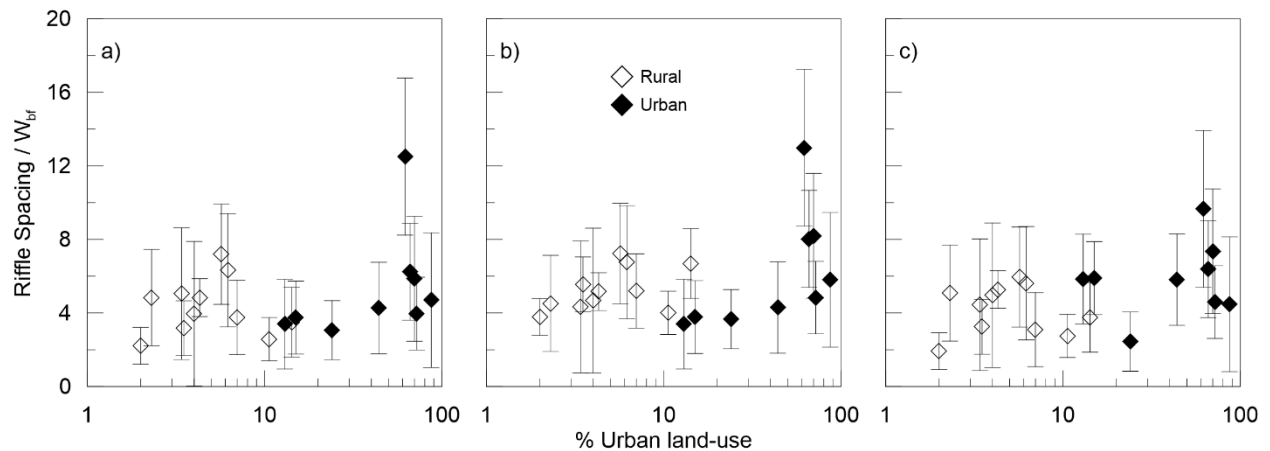 Riffle Spacing / Wbf
20
16
12
8
4
0
a)
b)
c)
Rural
Urban
1 10 100
1 10 100
1 10 100
% Urban land-use